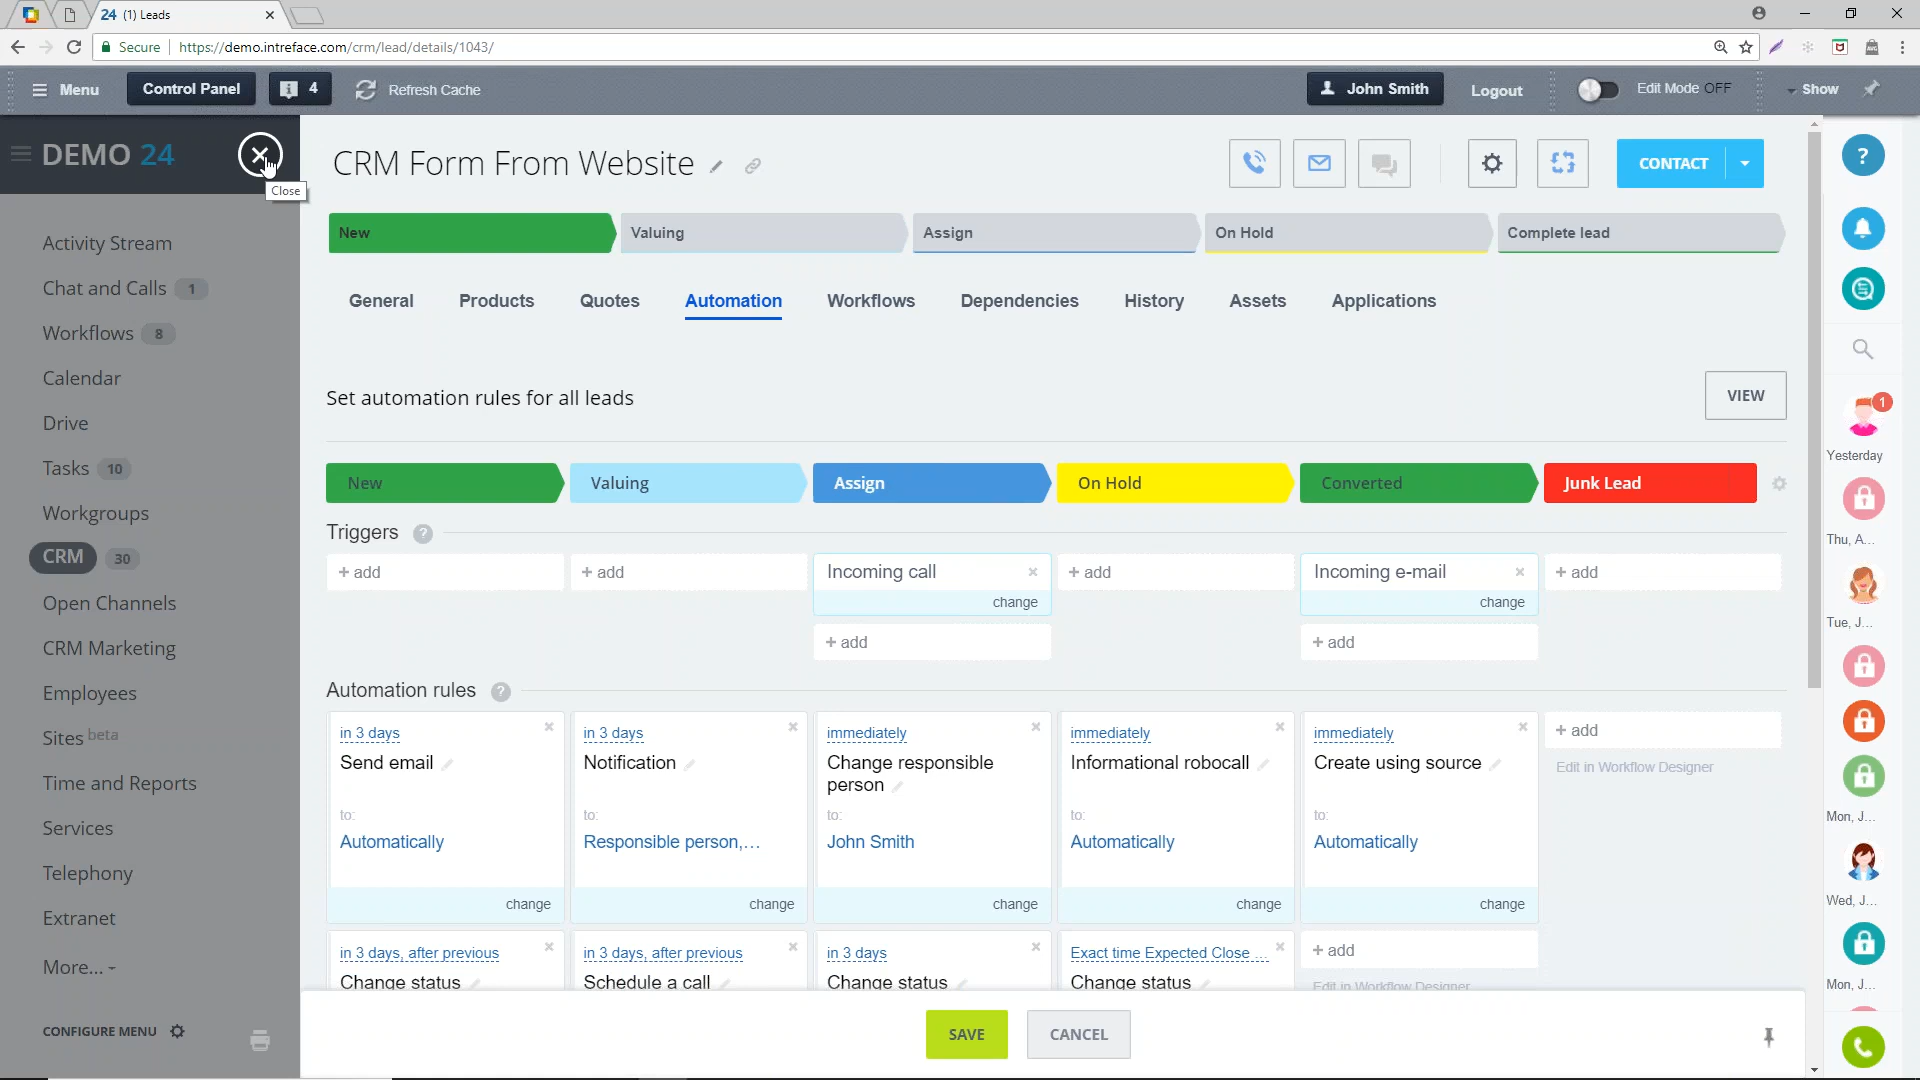 24 (1) Leads
Secure https://demo.intreface.com/crm/lead/details/1043/
Menu Control Panel 4 Refresh Cache John Smith Logout Edit Mode OFF Show
DEMO 24
Close
Activity Stream
Chat and Calls 1
Workflows 8
Calendar
Drive
Tasks 10
Workgroups
CRM 30
Open Channels
CRM Marketing
Employees
Sites beta
Time and Reports
Services
Telephony
Extranet
More...
CONFIGURE MENU
CRM Form From Website CONTACT
New Valuing Assign On Hold Complete lead
General Products Quotes Automation Workflows Dependencies History Assets Applications
Set automation rules for all leads VIEW
New Valuing Assign On Hold Converted Junk Lead
Triggers ?
+ add + add Incoming call + add Incoming e-mail + add
change change
+ add + add
Automation rules ?
in 3 days in 3 days immediately immediately immediately + add
Send email Notification Change responsible Informational robocall Create using source Edit in Workflow Designer
person
to: to: to: to: to:
Automatically Responsible person,... John Smith Automatically Automatically
change change change change change
in 3 days, after previous in 3 days, after previous in 3 days Exact time Expected Close ... + add
Change status Schedule a call Change status Change status Edit in Workflow Designer
SAVE CANCEL
?
1
Yesterday
Thu, A...
Tue, J...
Mon, J...
Wed, J...
Mon, J...